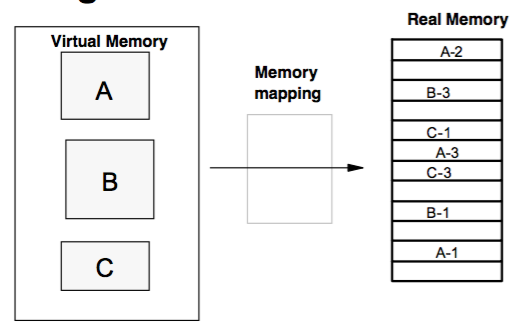 Virtual Memory
A
B
C
Memory
mapping
Real Memory
A-2
B-3
C-1
A-3
C-3
B-1
A-1